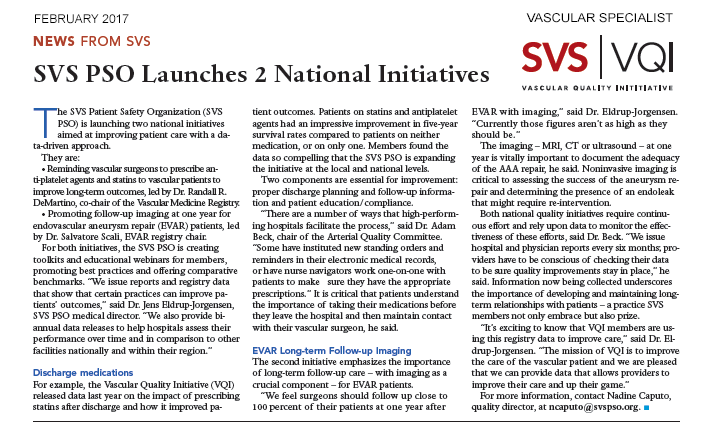 FEBRUARY 2017
VASCULAR SPECIALIST
NEWS FROM SVS
SVS PSO Launches 2 National Initiatives
SVS | VQI
VASCULAR QUALITY INITITIATIVE
The SVS Patient Safety Organization (SVS
PSO) is launching two national initiatives
aimed at improving patient care with a da-
ta-driven approach.
They are:
• Reminding vascular surgeons to prescribe an-
ti-platelet agents and statins to vascular patients to
improve long-term outcomes, led by Dr. Randall R.
DeMartino, co-chair of the Vascular Medicine Registry.
• Promoting follow-up imaging at one year for
endovascular aneurysm repair (EVAR) patients, led
by Dr. Salvatore Scali, EVAR registry chair.
For both initiatives, the SVS PSO is creating
toolkits and educational webinars for members,
promoting best practices and offering comparative
benchmarks. “We issue reports and registry data
that show that certain practices can improve pa-
tients’ outcomes,” said Dr. Jens Eldrup-Jorgensen,
SVS PSO medical director. “We also provide bi-
annual data releases to help hospitals assess their
performance over time and in comparison to other
facilities nationally and within their region.”
Discharge medications
For example, the Vascular Quality Initiative (VQI)
released data last year on the impact of prescribing
statins after discharge and how it improved pa-
tient outcomes. Patients on statins and antiplatelet
agents had an impressive improvement in five-year
survival rates compared to patients on neither
medication, or on only one. Members found the
data so compelling that the SVS PSO is expanding
the initiative at the local and national levels.
Two components are essential for improvement:
proper discharge planning and follow-up informa-
tion and patient education/compliance.
“There are a number of ways that high-perform-
ing hospitals facilitate the process,” said Dr. Adam
Beck, chair of the Arterial Quality Committee.
“Some have instituted new standing orders and
reminders in their electronic medical records,
or have nurse navigators work one-on-one with
patients to make sure they have the appropriate
prescriptions.” It is critical that patients understand
the importance of taking their medications before
they leave the hospital and then maintain contact
with their vascular surgeon, he said.
EVAR Long-term Follow-up Imaging
The second initiative emphasizes the importance
of long-term follow-up care – with imaging as a
crucial component – for EVAR patients.
“We feel surgeons should follow up close to
100 percent of their patients at one year after
EVAR with imaging,” said Dr. Eldrup-Jorgensen.
“Currently those figures aren’t as high as they
should be.”
The imaging – MRI, CT or ultrasound – at one
year is vitally important to document the adequacy
of the AAA repair, he said. Noninvasive imaging is
critical to assessing the success of the aneurysm re-
pair and determining the presence of an endoleak
that might require re-intervention.
Both national quality initiatives require continu-
ous effort and rely upon data to monitor the effec-
tiveness of these efforts, said Dr. Beck. “We issue
hospital and physician reports every six months; pro-
viders have to be conscious of checking their data
to be sure quality improvements stay in place,” he
said. Information now being collected underscores
the importance of developing and maintaining long-
term relationships with patients – a practice SVS
members not only embrace but also prize.
“It’s exciting to know that VQI members are us-
ing this registry data to improve care,” said Dr. El-
drup-Jorgensen. “The mission of VQI is to improve
the care of the vascular patient and we are pleased
that we can provide data that allows providers to
improve their care and up their game.”
For more information, contact Nadine Caputo,
quality director, at ncaputo@svspso.org.